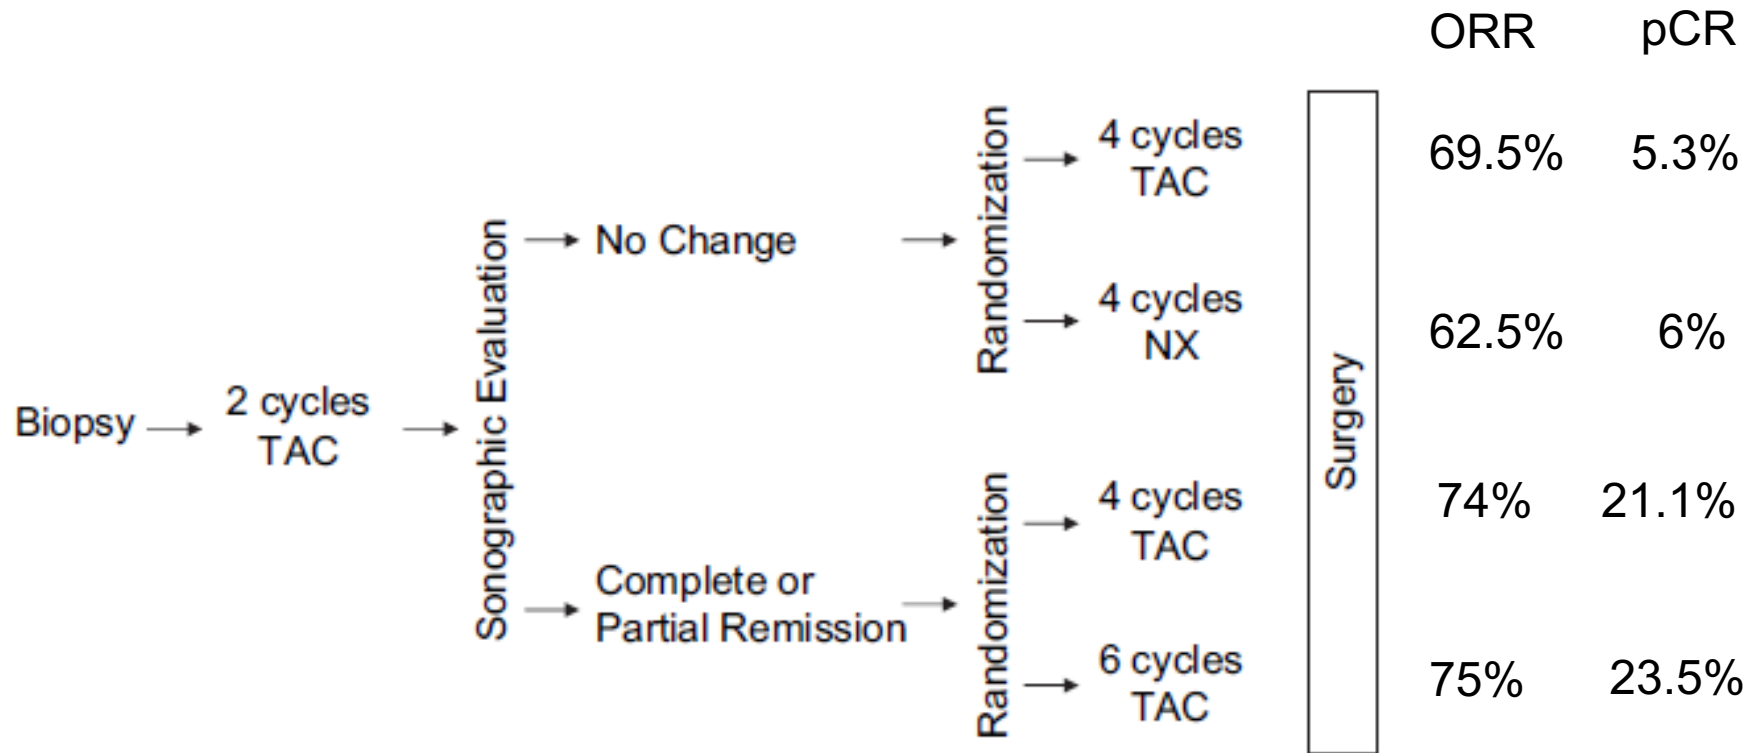 ORR pCR
Biopsy
2 cycles
TAC
Sonographic Evaluation
No Change
Randomization
4 cycles
TAC
69.5% 5.3%
4 cycles
NX
62.5% 6%
Complete or
Partial Remission
Randomization
4 cycles
TAC
74% 21.1%
6 cycles
TAC
75% 23.5%
Surgery